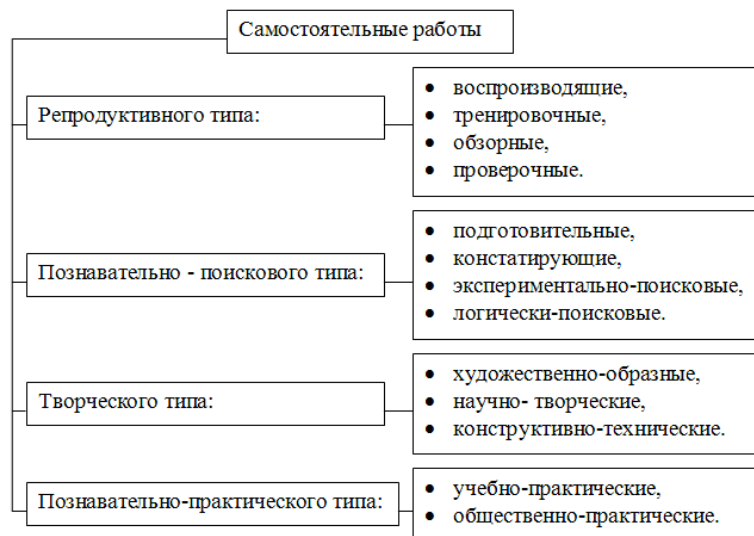 Самостоятельные работы
Репродуктивного типа:
• воспроизводящие,
• тренировочные,
• обзорные,
• проверочные.
Познавательно - поискового типа:
• подготовительные,
• констатирующие,
• экспериментально-поисковые,
• логически-поисковые.
Творческого типа:
• художественно-образные,
• научно- творческие,
• конструктивно-технические.
Познавательно-практического типа:
• учебно-практические,
• общественно-практические.